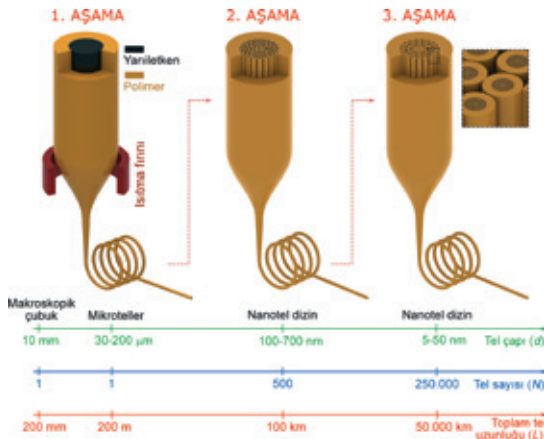 1. AŞAMA
2. AŞAMA
3. AŞAMA
Yarıiletken
Polimer
Isıtma fırını
Makroskopik
çubuk
Mikroteller
Nanotel dizin
Nanotel dizin
10 mm
30-200 µm
100-700 nm
5-50 nm
Tel çapı (d)
1
1
500
250.000
Tel sayısı (N)
200 mm
200 m
100 km
50.000 km
Toplam tel
uzunluğu (L)